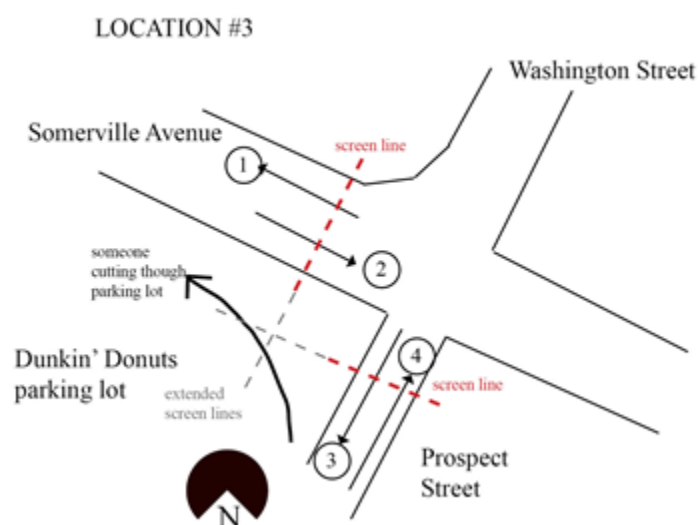 LOCATION #3
Washington Street
Somerville Avenue
screen line
1
2
someone
cutting though
parking lot
4
Dunkin' Donuts
parking lot
extended
screen lines
screen line
3
Prospect
Street
N